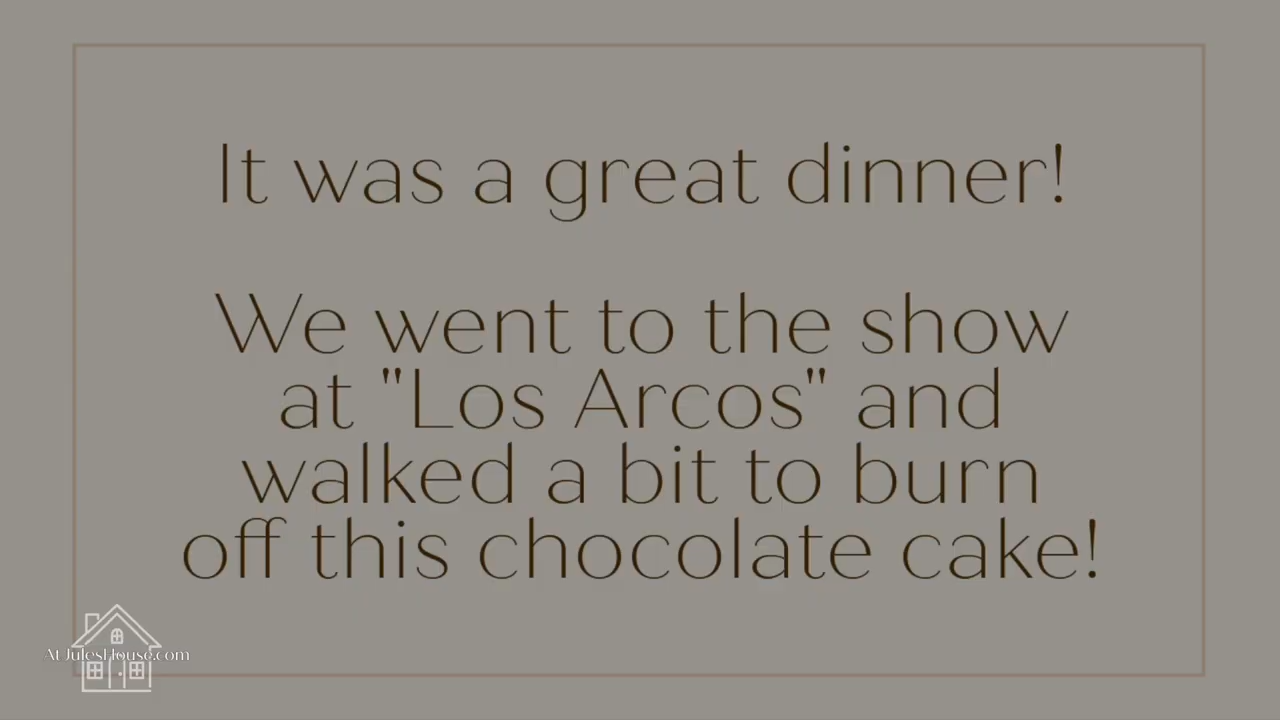 It was a great dinner!
We went to the show
at "Los Arcos" and
walked a bit to burn
off this chocolate cake!
AtJulesHouse.com